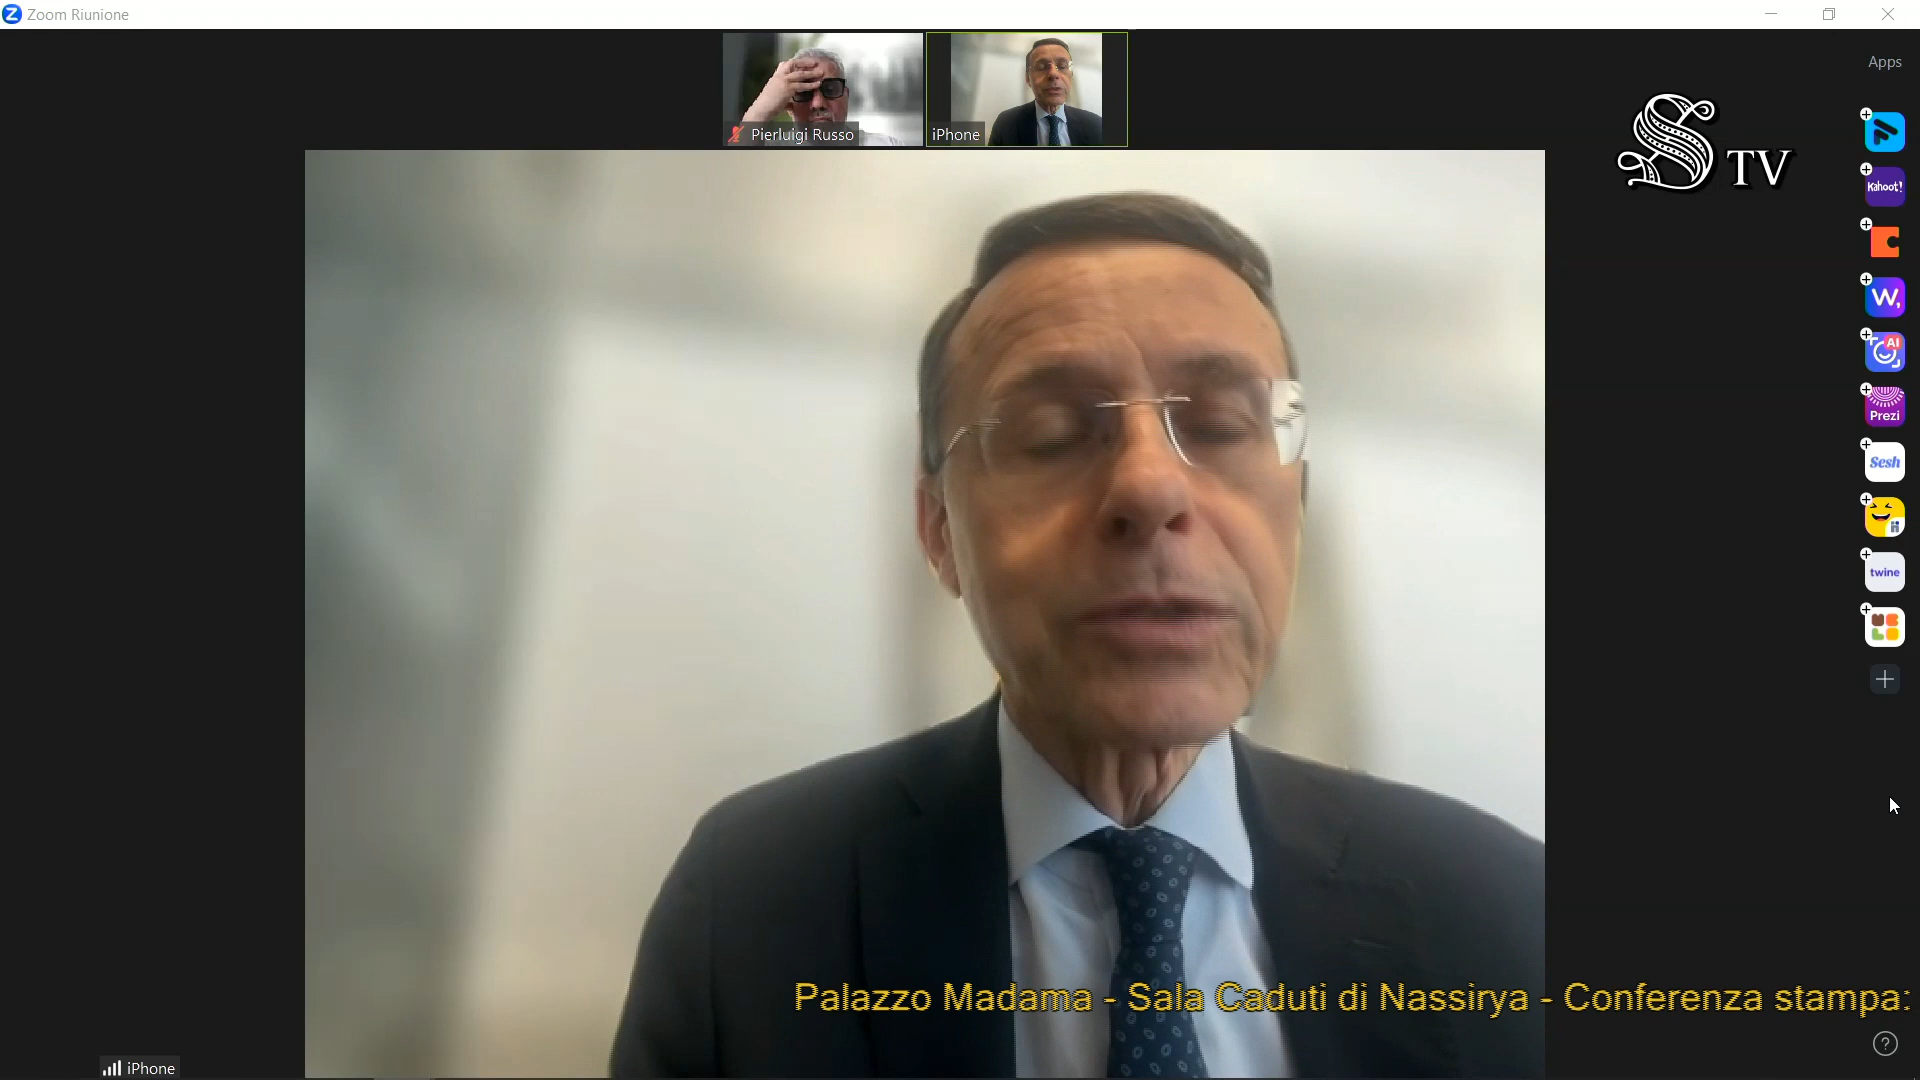 Zoom Riunione
Apps
Pierluigi Russo
iPhone
S TV
Kahoot!
W,
AI
Prezi
Sesh
twine
Palazzo Madama - Sala Caduti di Nassirya - Conferenza stampa:
iPhone